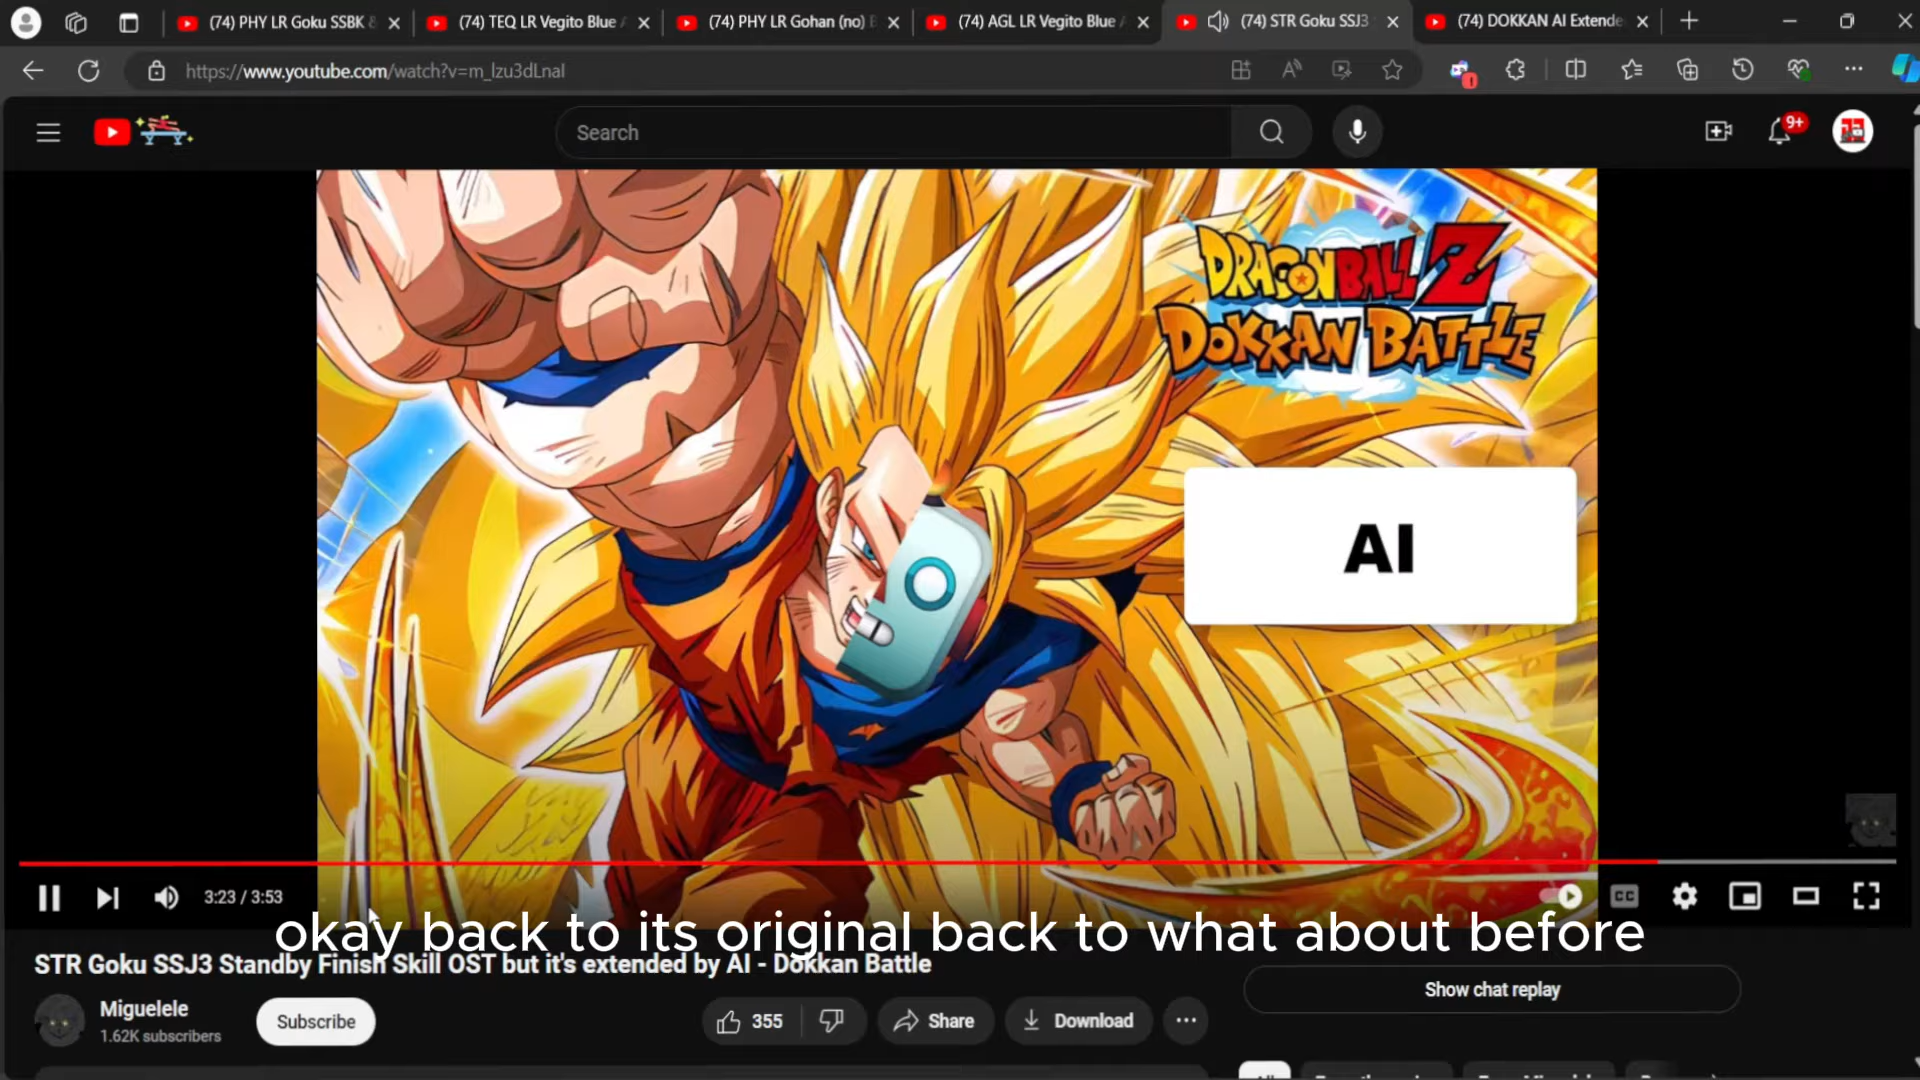 (74) PHY LR Goku SSBK &
(74) TEQ LR Vegito Blue
(74) PHY LR Gohan (no)
(74) AGL LR Vegito Blue
(74) STR Goku SSJ3
(74) DOKKAN AI Extende
https://www.youtube.com/watch?v=m_lzu3dLnaI
Search
9+
DRAGON BALL Z
DOKKAN BATTLE
AI
3:23 / 3:53
CC
okay back to its original back to what about before
STR Goku SSJ3 Standby Finish Skill OST but it's extended by AI - Dokkan Battle
Miguelele
1.62K subscribers
Subscribe
355
Share
Download
Show chat replay